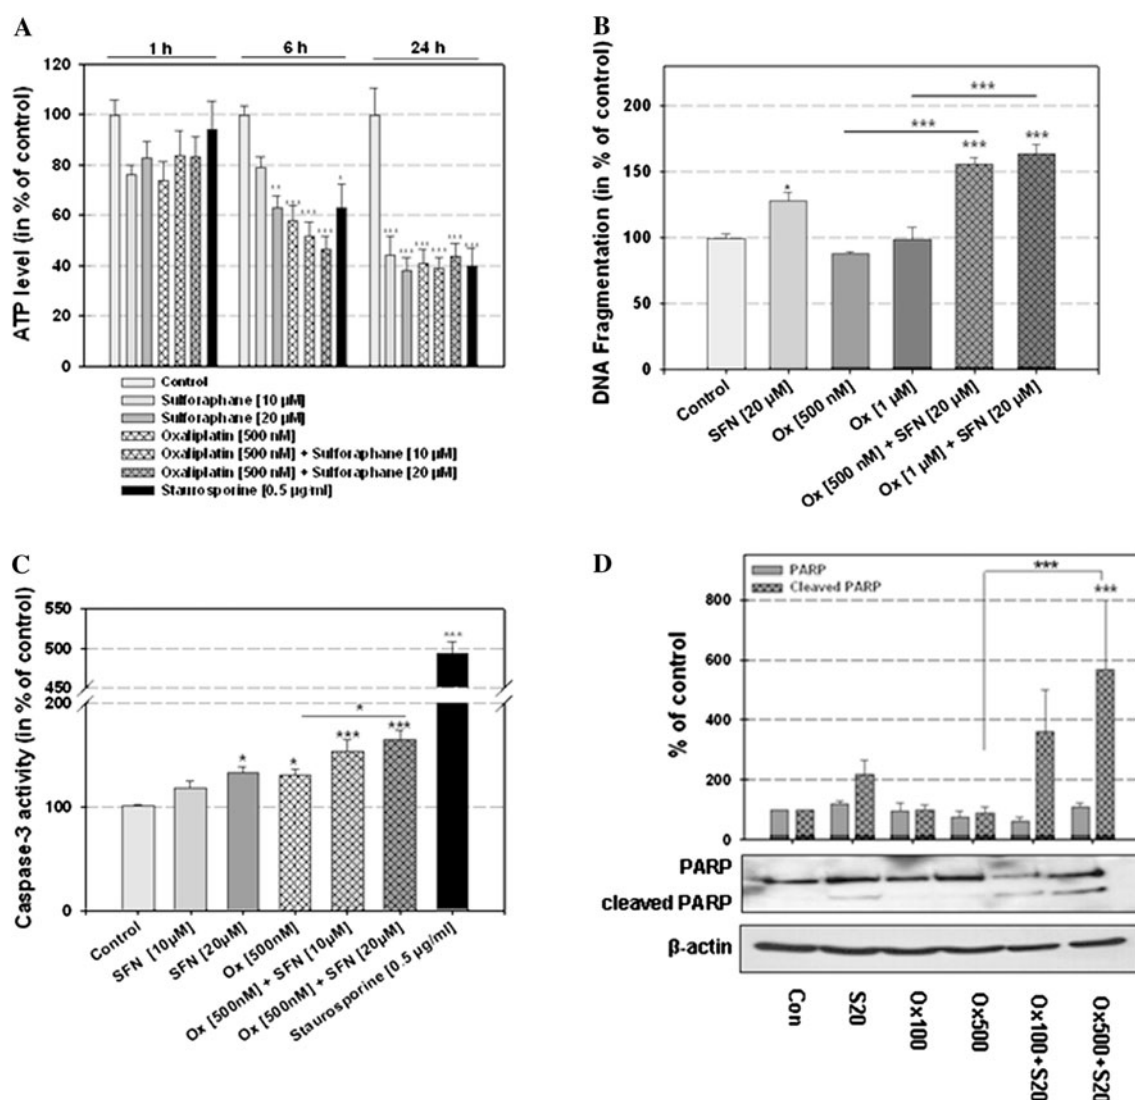 A
1 h 6 h 24 h
ATP level (in % of control)
120
100
80
60
40
20
0
Control
Sulforaphane [10 µM]
Sulforaphane [20 µM]
Oxaliplatin [500 nM]
Oxaliplatin [500 nM] + Sulforaphane [10 µM]
Oxaliplatin [500 nM] + Sulforaphane [20 µM]
Staurosporine [0.5 µg/ml]
B
DNA Fragmentation (in % of control)
200
150
100
50
0
***
***
*
***
***
Control
SFN [20 µM]
Ox [500 nM]
Ox [1 µM]
Ox [500 nM] + SFN [20 µM]
Ox [1 µM] + SFN [20 µM]
C
Caspase-3 activity (in % of control)
550
500
450
200
100
0
***
*
*
*
***
***
Control
SFN [10µM]
SFN [20µM]
Ox [500nM]
Ox [500nM] + SFN [10µM]
Ox [500nM] + SFN [20µM]
Staurosporine [0.5 µg/ml]
D
PARP
Cleaved PARP
% of control
800
600
400
200
0
***
***
PARP
cleaved PARP
β-actin
Con
S20
Ox100
Ox500
Ox100+S20
Ox500+S20